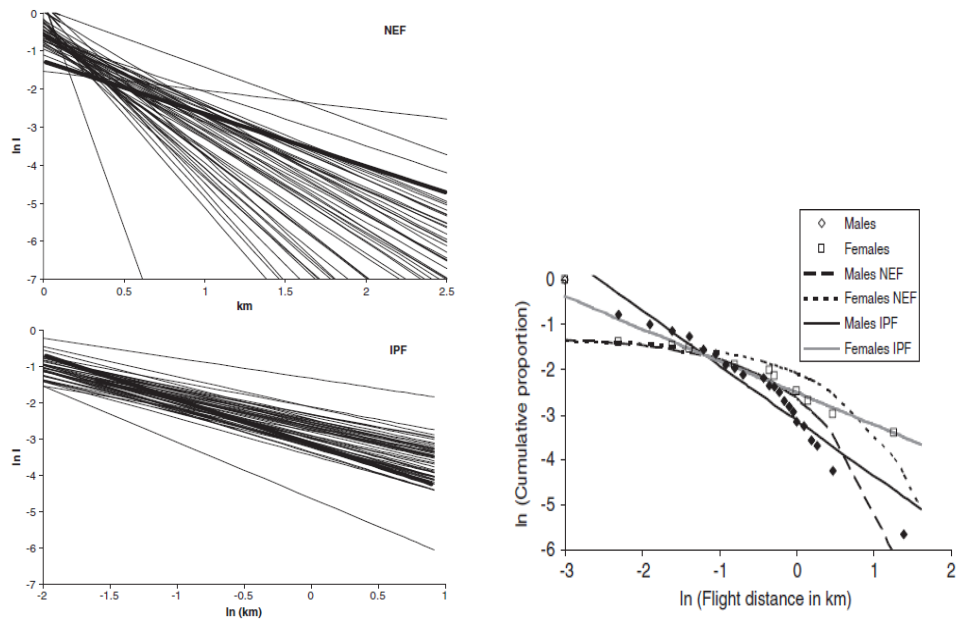 NEF
0
-1
-2
-3
-4
-5
-6
-7
ln I
0 0.5 1 1.5 2 2.5
km
IPF
0
-1
-2
-3
-4
-5
-6
-7
ln I
-2 -1.5 -1 -0.5 0 0.5 1
ln (km)
Males
Females
Males NEF
Females NEF
Males IPF
Females IPF
0
-1
-2
-3
-4
-5
-6
ln (Cumulative proportion)
-3 -2 -1 0 1 2
ln (Flight distance in km)